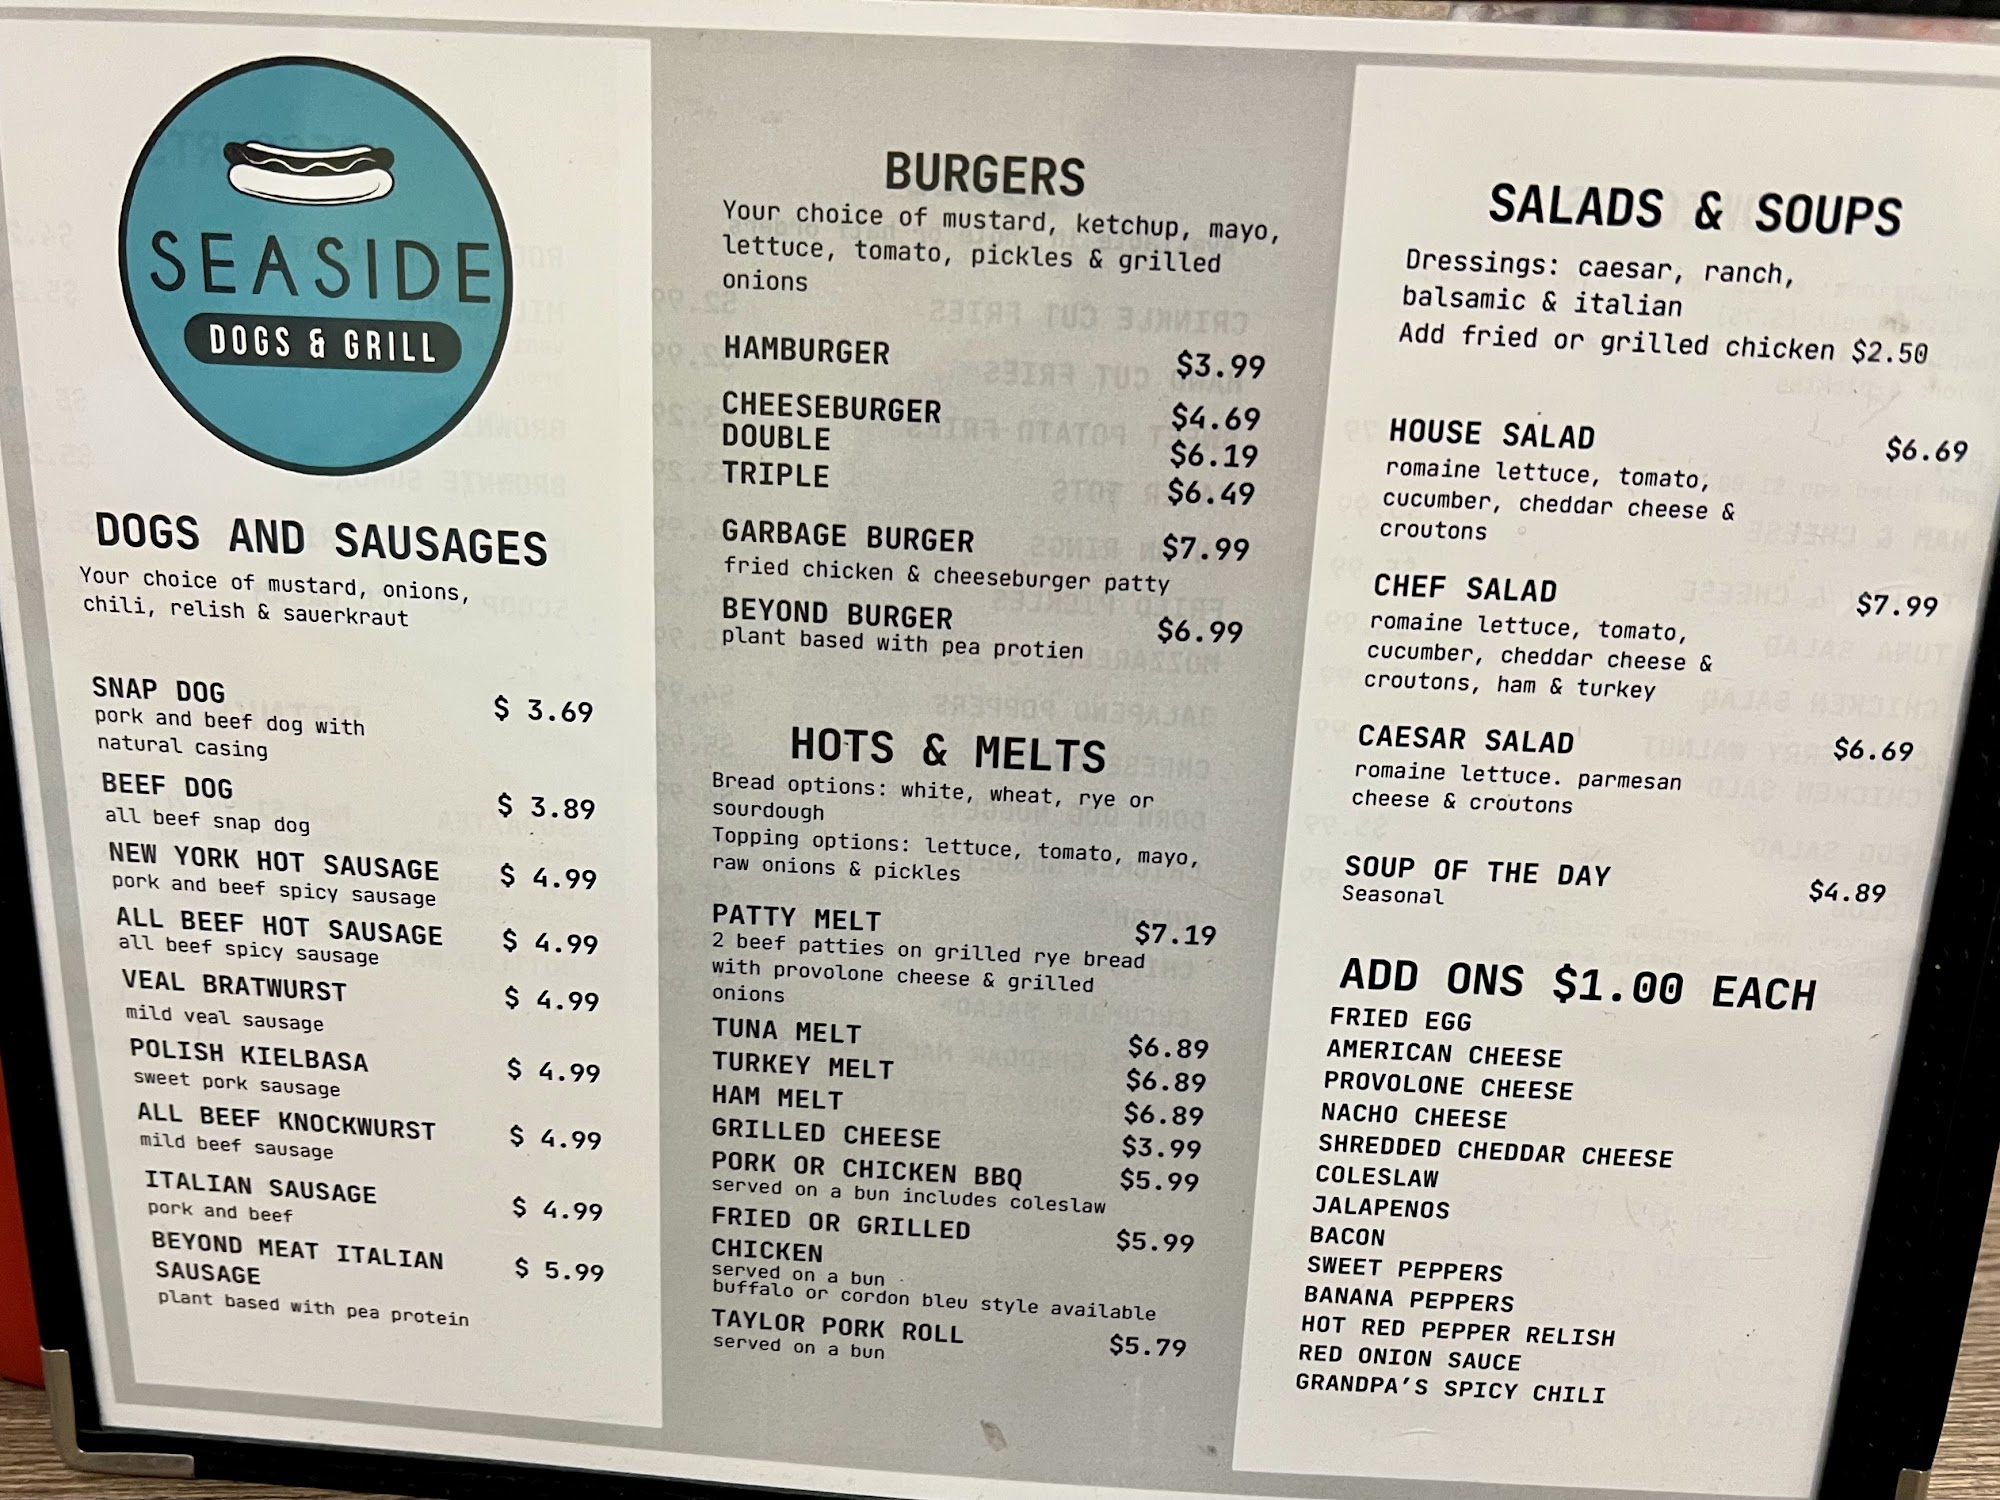 SEASIDE
DOGS & GRILL
DOGS AND SAUSAGES
Your choice of mustard, onions,
chili, relish & sauerkraut
SNAP DOG $ 3.69
pork and beef dog with
natural casing
BEEF DOG $ 3.89
all beef snap dog
NEW YORK HOT SAUSAGE $ 4.99
pork and beef spicy sausage
ALL BEEF HOT SAUSAGE $ 4.99
all beef spicy sausage
VEAL BRATWURST $ 4.99
mild veal sausage
POLISH KIELBASA $ 4.99
sweet pork sausage
ALL BEEF KNOCKWURST $ 4.99
mild beef sausage
ITALIAN SAUSAGE $ 4.99
pork and beef
BEYOND MEAT ITALIAN $ 5.99
SAUSAGE
plant based with pea protein
BURGERS
Your choice of mustard, ketchup, mayo,
lettuce, tomato, pickles & grilled
onions
HAMBURGER $3.99
CHEESEBURGER $4.69
DOUBLE $6.19
TRIPLE $6.49
GARBAGE BURGER $7.99
fried chicken & cheeseburger patty
BEYOND BURGER $6.99
plant based with pea protien
HOTS & MELTS
Bread options: white, wheat, rye or
sourdough
Topping options: lettuce, tomato, mayo,
raw onions & pickles
PATTY MELT $7.19
2 beef patties on grilled rye bread
with provolone cheese & grilled
onions
TUNA MELT $6.89
TURKEY MELT $6.89
HAM MELT $6.89
GRILLED CHEESE $3.99
PORK OR CHICKEN BBQ $5.99
served on a bun includes coleslaw
FRIED OR GRILLED $5.99
CHICKEN
served on a bun
buffalo or cordon bleu style available
TAYLOR PORK ROLL $5.79
served on a bun
SALADS & SOUPS
Dressings: caesar, ranch,
balsamic & italian
Add fried or grilled chicken $2.50
HOUSE SALAD $6.69
romaine lettuce, tomato,
cucumber, cheddar cheese &
croutons
CHEF SALAD $7.99
romaine lettuce, tomato,
cucumber, cheddar cheese &
croutons, ham & turkey
CAESAR SALAD $6.69
romaine lettuce. parmesan
cheese & croutons
SOUP OF THE DAY $4.89
Seasonal
ADD ONS $1.00 EACH
FRIED EGG
AMERICAN CHEESE
PROVOLONE CHEESE
NACHO CHEESE
SHREDDED CHEDDAR CHEESE
COLESLAW
JALAPENOS
BACON
SWEET PEPPERS
BANANA PEPPERS
HOT RED PEPPER RELISH
RED ONION SAUCE
GRANDPA'S SPICY CHILI